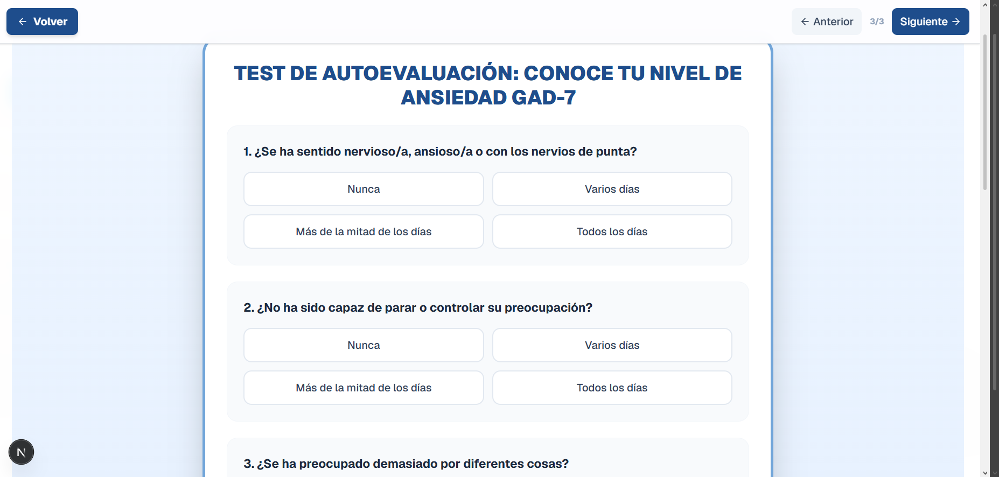 ← Volver
← Anterior
3/3
Siguiente →
TEST DE AUTOEVALUACIÓN: CONOCE TU NIVEL DE
ANSIEDAD GAD-7
1. ¿Se ha sentido nervioso/a, ansioso/a o con los nervios de punta?
Nunca
Varios días
Más de la mitad de los días
Todos los días
2. ¿No ha sido capaz de parar o controlar su preocupación?
Nunca
Varios días
Más de la mitad de los días
Todos los días
3. ¿Se ha preocupado demasiado por diferentes cosas?
N